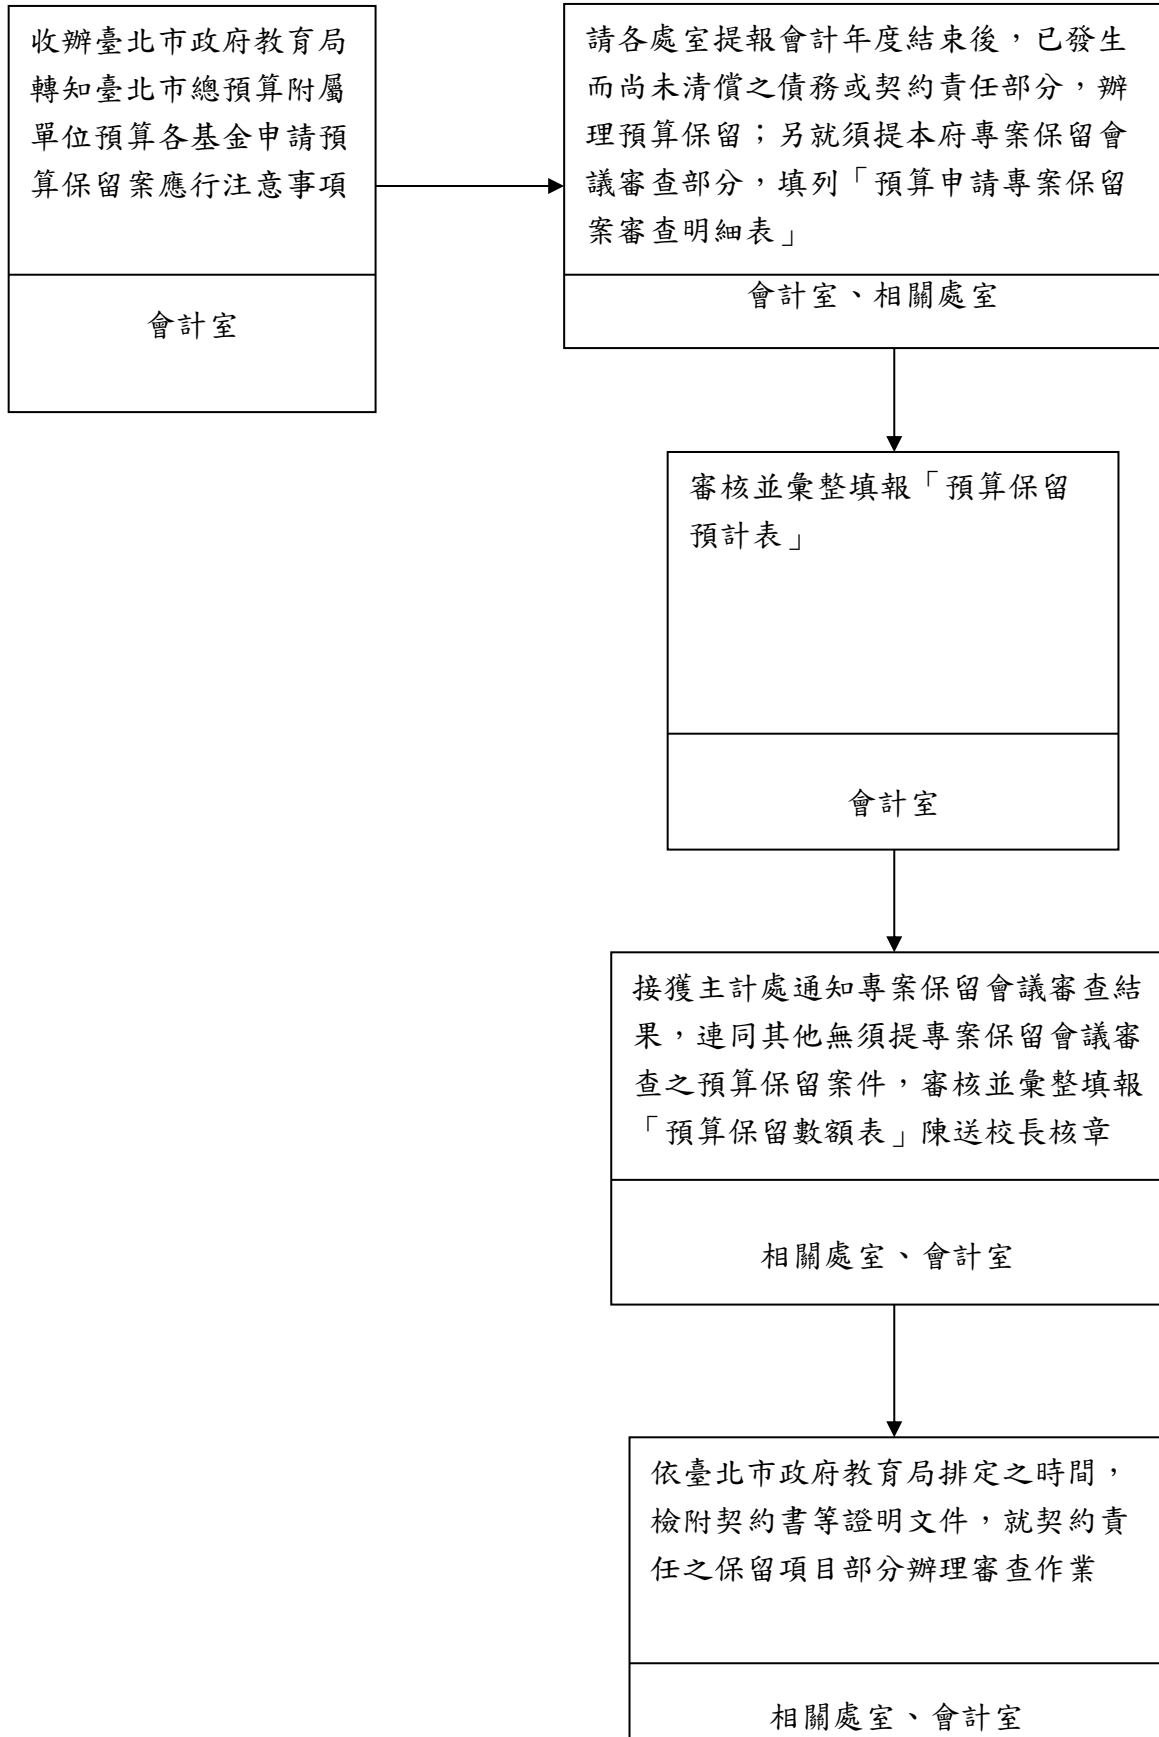 收辦臺北市政府教育局
轉知臺北市總預算附屬
單位預算各基金申請預
算保留案應行注意事項
會計室
請各處室提報會計年度結束後，已發生
而尚未清償之債務或契約責任部分，辦
理預算保留；另就須提本府專案保留會
議審查部分，填列「預算申請專案保留
案審查明細表」
會計室、相關處室
審核並彙整填報「預算保留
預計表」
會計室
接獲主計處通知專案保留會議審查結
果，連同其他無須提專案保留會議審
查之預算保留案件，審核並彙整填報
「預算保留數額表」陳送校長核章
相關處室、會計室
依臺北市政府教育局排定之時間，
檢附契約書等證明文件，就契約責
任之保留項目部分辦理審查作業
相關處室、會計室